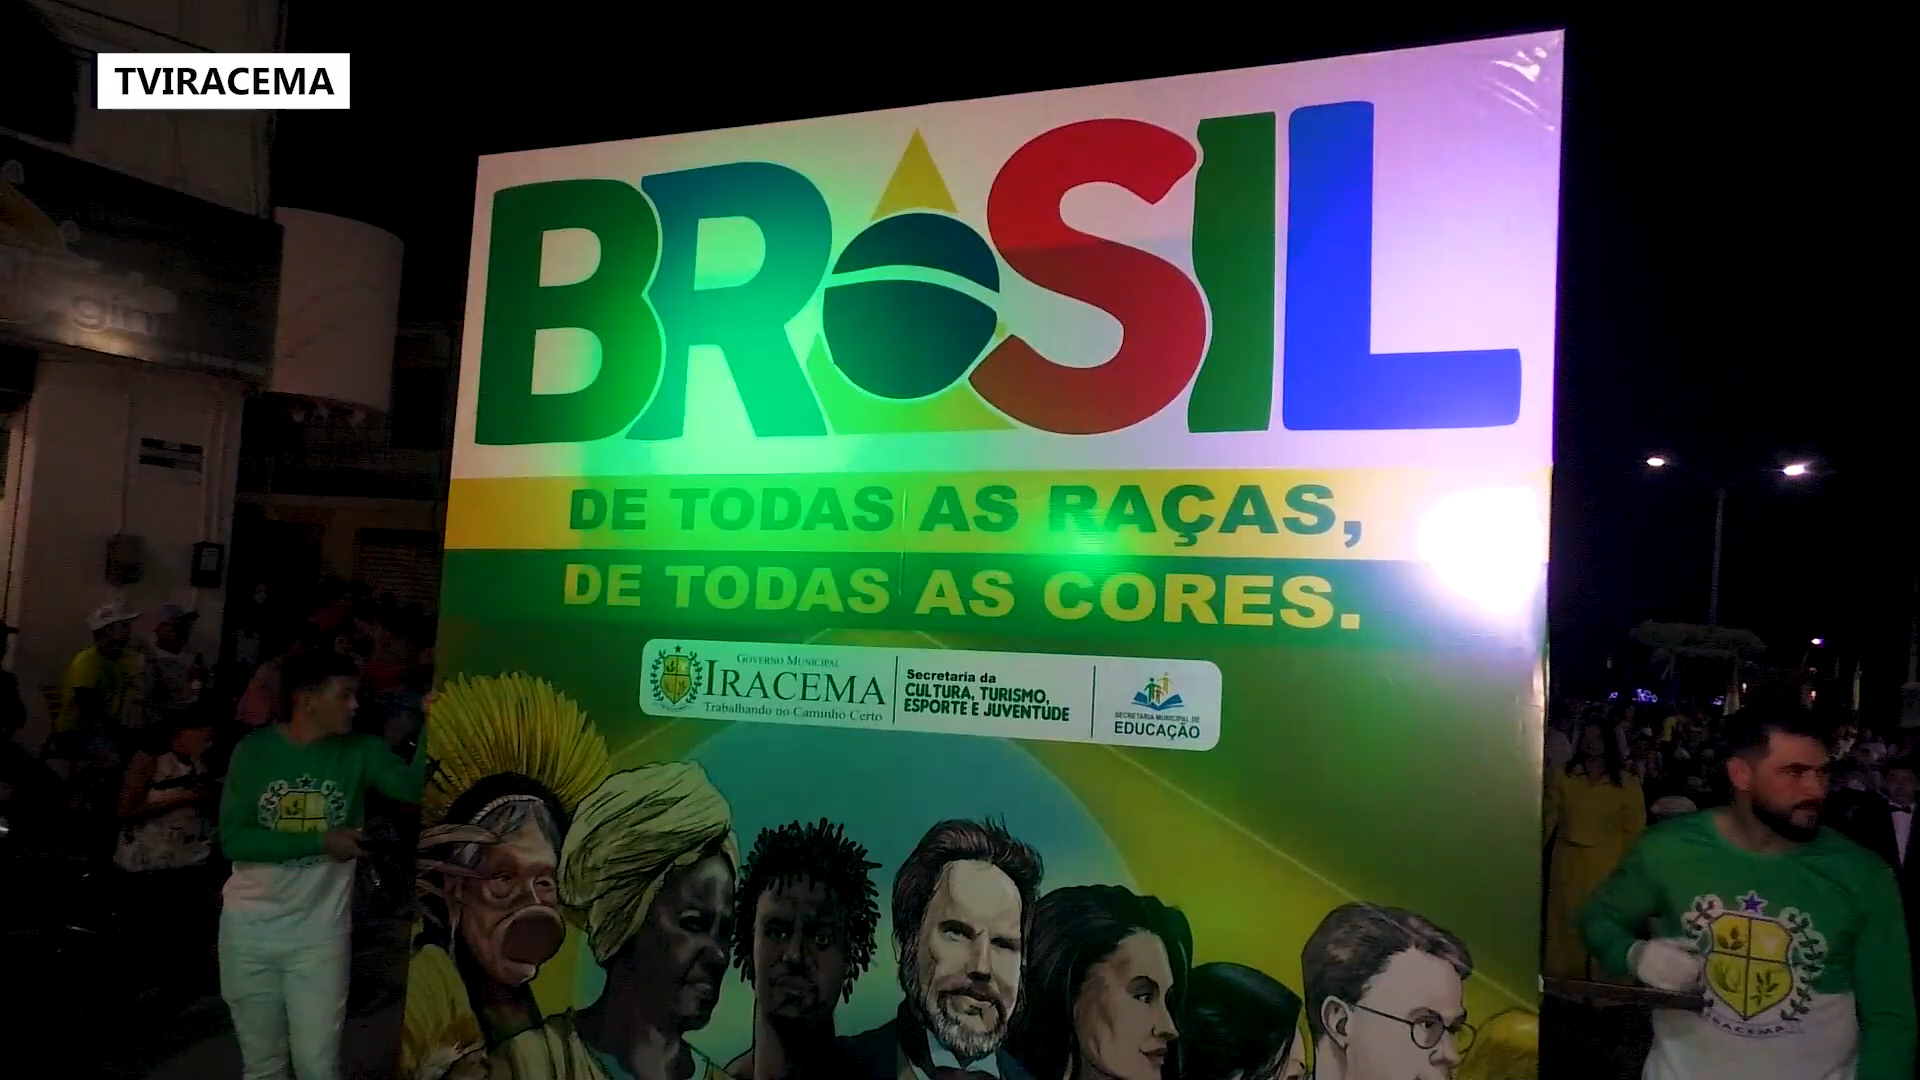 TVIRACEMA
BRASIL
DE TODAS AS RAÇAS,
DE TODAS AS CORES.
GOVERNO MUNICIPAL
IRACEMA
Trabalhando no Caminho Certo
Secretaria da
CULTURA, TURISMO,
ESPORTE E JUVENTUDE
SECRETARIA MUNICIPAL DE
EDUCAÇÃO
IRACEMA